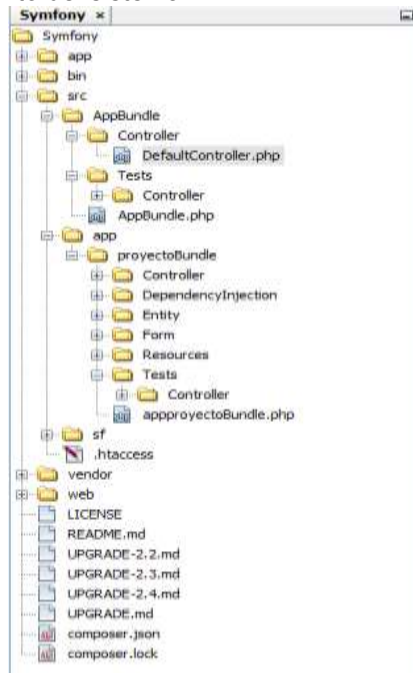 Symfony
Symfony
app
bin
src
AppBundle
Controller
DefaultController.php
Tests
Controller
AppBundle.php
app
proyectoBundle
Controller
DependencyInjection
Entity
Form
Resources
Tests
Controller
appproyectoBundle.php
sf
.htaccess
vendor
web
LICENSE
README.md
UPGRADE-2.2.md
UPGRADE-2.3.md
UPGRADE-2.4.md
UPGRADE.md
composer.json
composer.lock